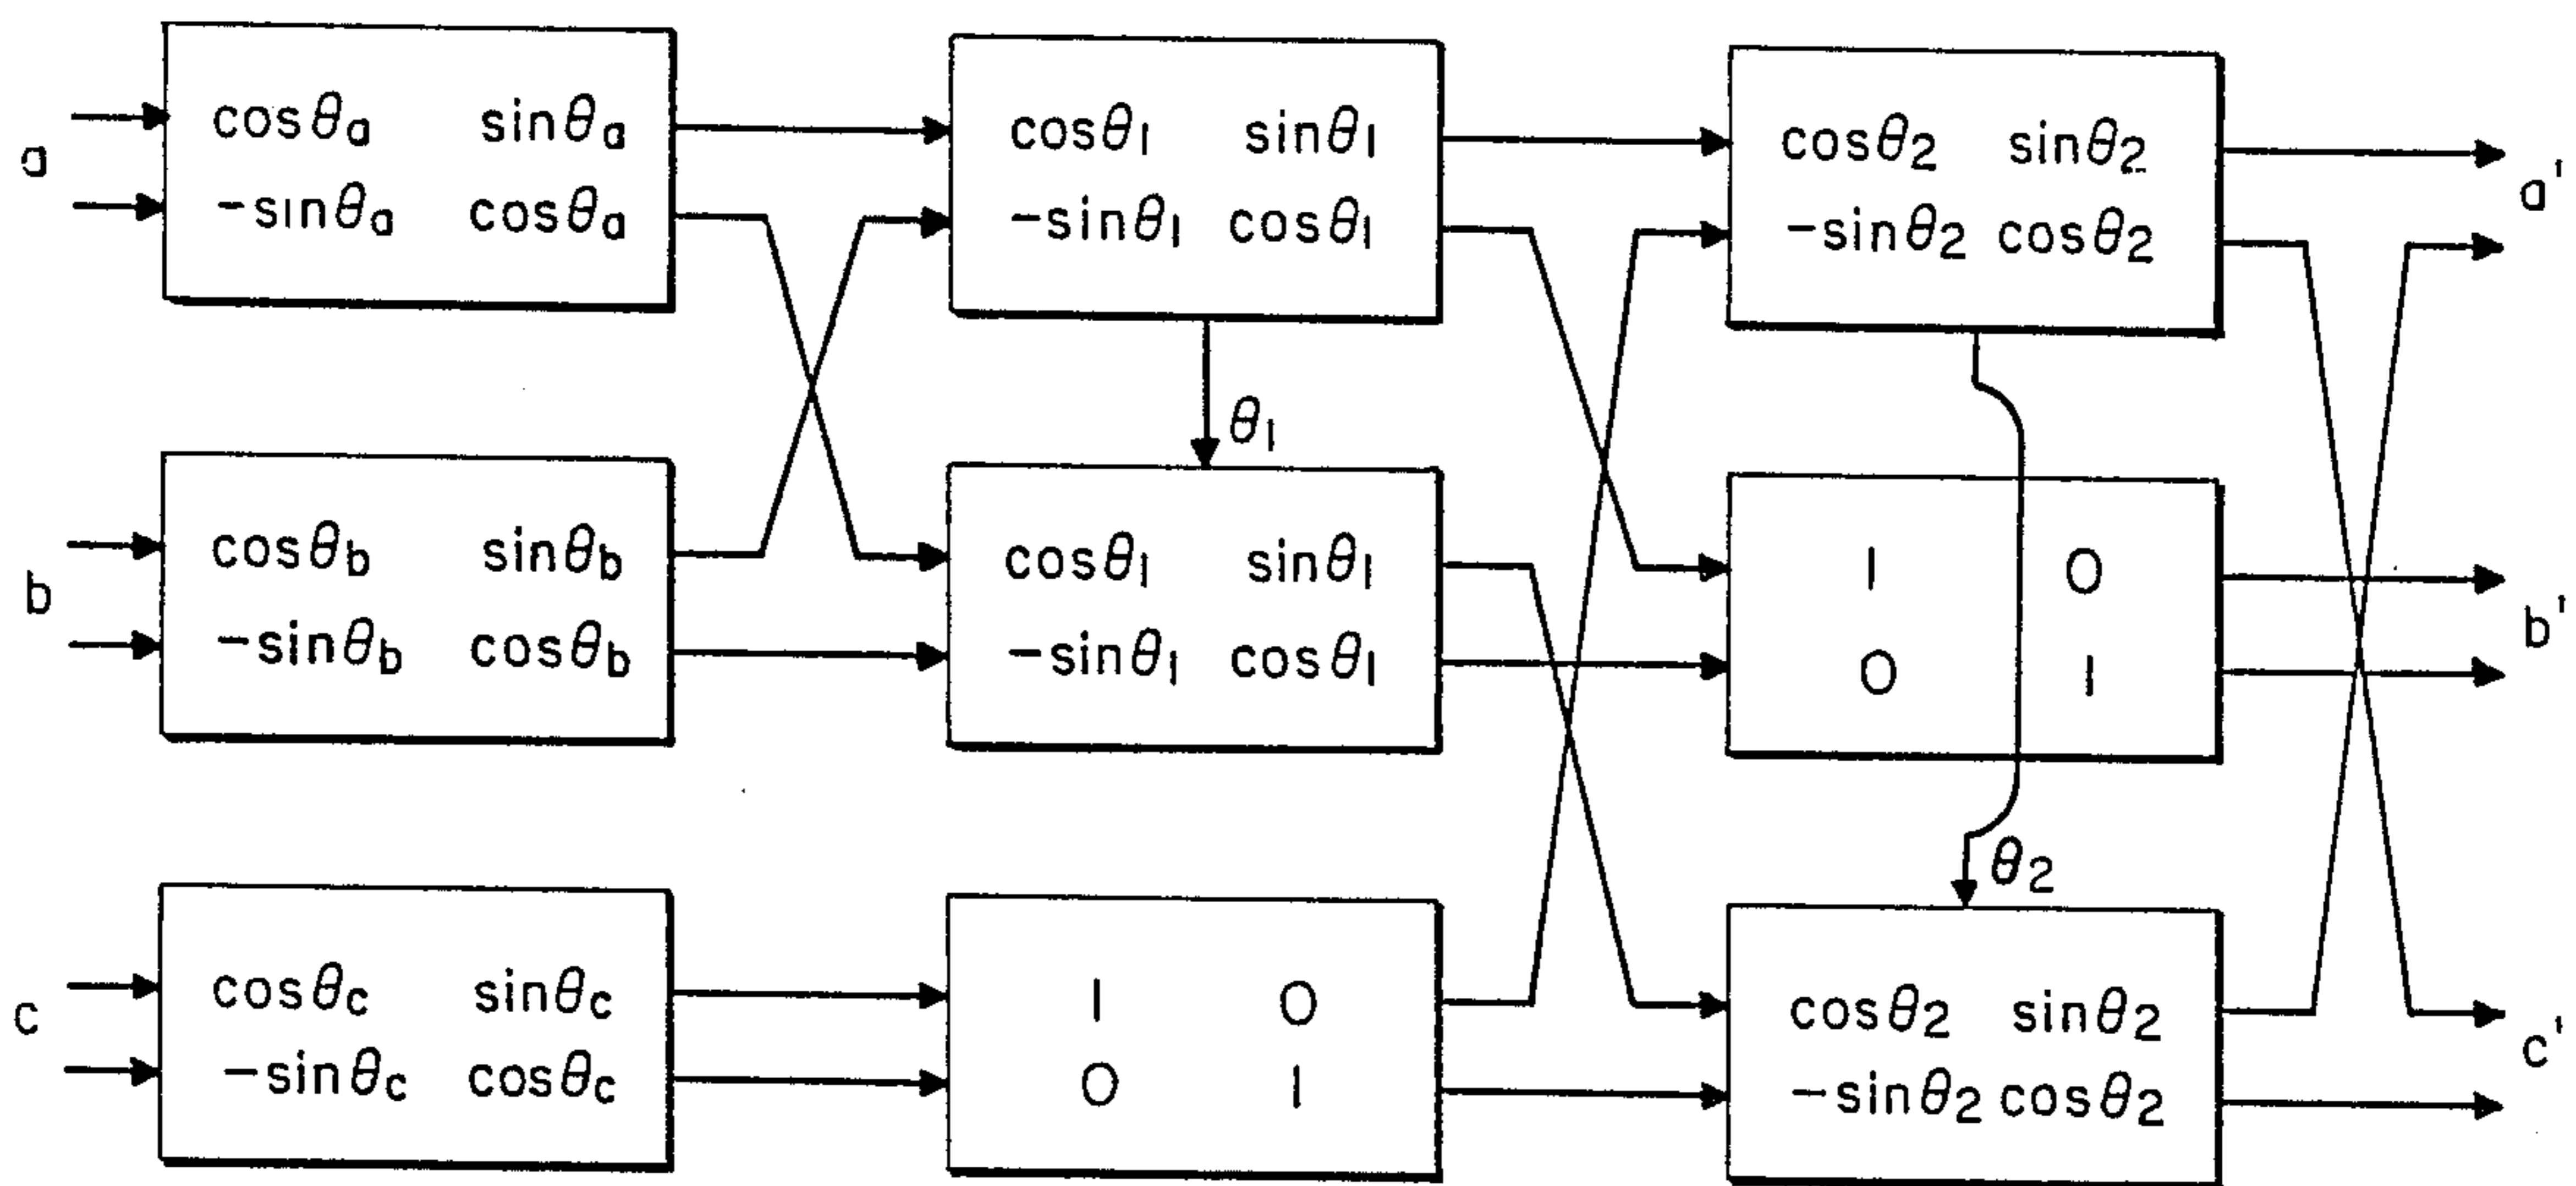 cosθa sinθa
-sinθa cosθa
a
cosθ1 sinθ1
-sinθ1 cosθ1
cosθ2 sinθ2
-sinθ2 cosθ2
a'
θ1
cosθb sinθb
-sinθb cosθb
b
cosθ1 sinθ1
-sinθ1 cosθ1
1 0
0 1
b'
θ2
cosθc sinθc
-sinθc cosθc
c
1 0
0 1
cosθ2 sinθ2
-sinθ2 cosθ2
c'